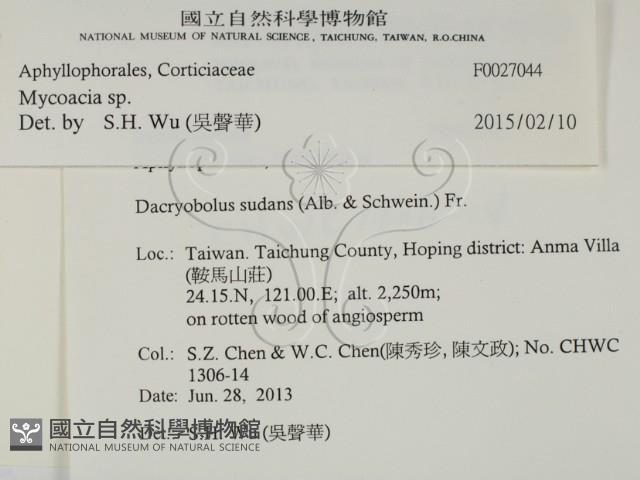 國立自然科學博物館
NATIONAL MUSEUM OF NATURAL SCIENCE, TAICHUNG, TAIWAN, R.O.CHINA
Aphyllophorales, Corticiaceae F0027044
Mycoacia sp.
Det. by S.H. Wu (吳聲華) 2015/02/10
Dacryobolus sudans (Alb. & Schwein.) Fr.
Loc.: Taiwan. Taichung County, Hoping district: Anma Villa
(鞍馬山莊)
24.15.N, 121.00.E; alt. 2,250m;
on rotten wood of angiosperm
Col.: S.Z. Chen & W.C. Chen(陳秀珍, 陳文政); No. CHWC
1306-14
Date: Jun. 28, 2013
Det.: S.H. Wu (吳聲華)
國立自然科學博物館
NATIONAL MUSEUM OF NATURAL SCIENCE